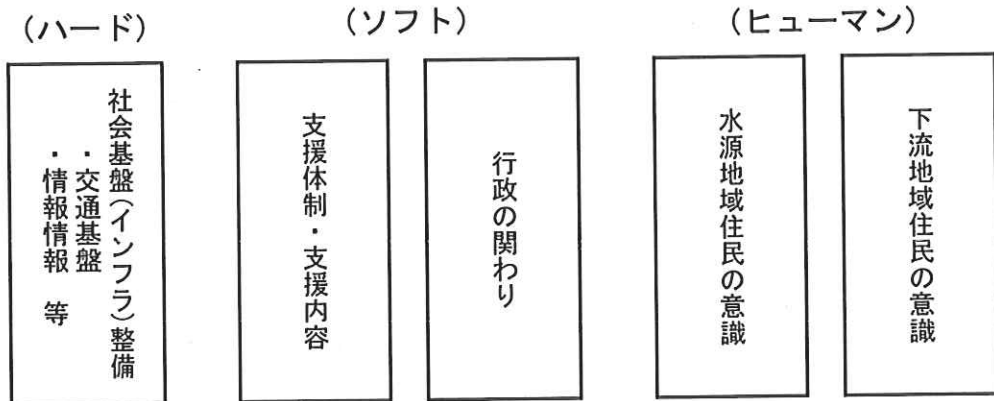 （ハード）
（ソフト）
（ヒューマン）
社会基盤（インフラ）整備
・交通基盤
・情報情報　等
支援体制・支援内容
行政の関わり
水源地域住民の意識
下流地域住民の意識